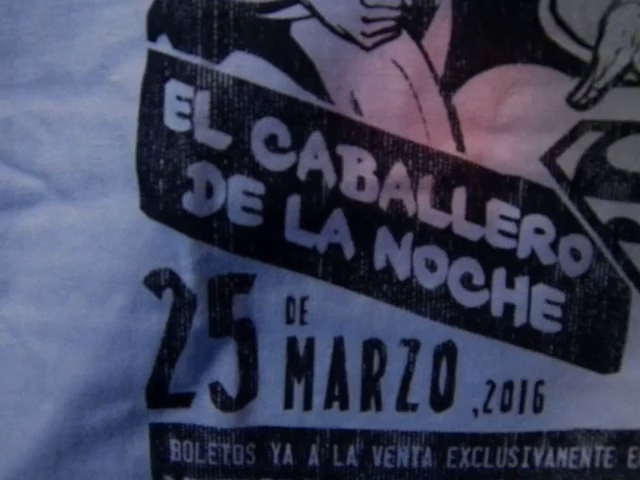 EL CABALLERO
DE LA NOCHE
25 DE MARZO, 2016
BOLETOS YA A LA VENTA EXCLUSIVAMENTE E